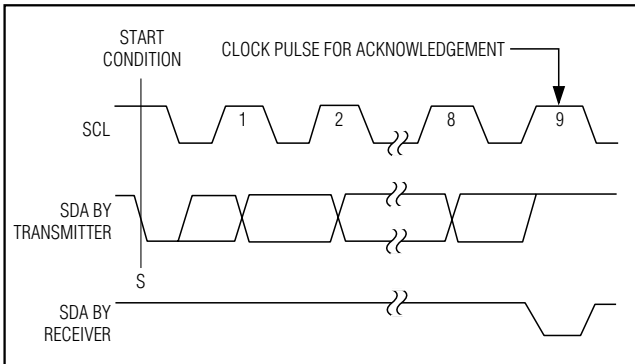 START
CONDITION
CLOCK PULSE FOR ACKNOWLEDGEMENT
SCL
1
2
8
9
SDA BY
TRANSMITTER
S
SDA BY
RECEIVER